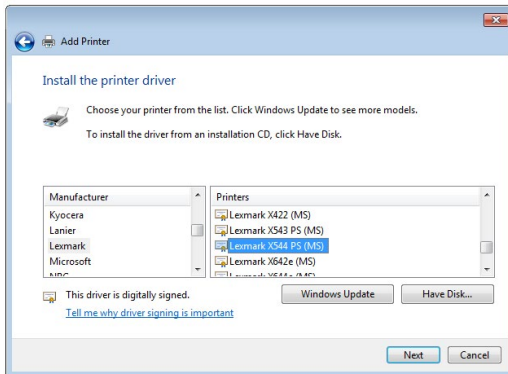 Add Printer
Install the printer driver
Choose your printer from the list. Click Windows Update to see more models.
To install the driver from an installation CD, click Have Disk.
Manufacturer
Kyocera
Lanier
Lexmark
Microsoft
Printers
Lexmark X422 (MS)
Lexmark X543 PS (MS)
Lexmark X544 PS (MS)
Lexmark X642e (MS)
This driver is digitally signed.
Tell me why driver signing is important
Windows Update
Have Disk...
Next
Cancel